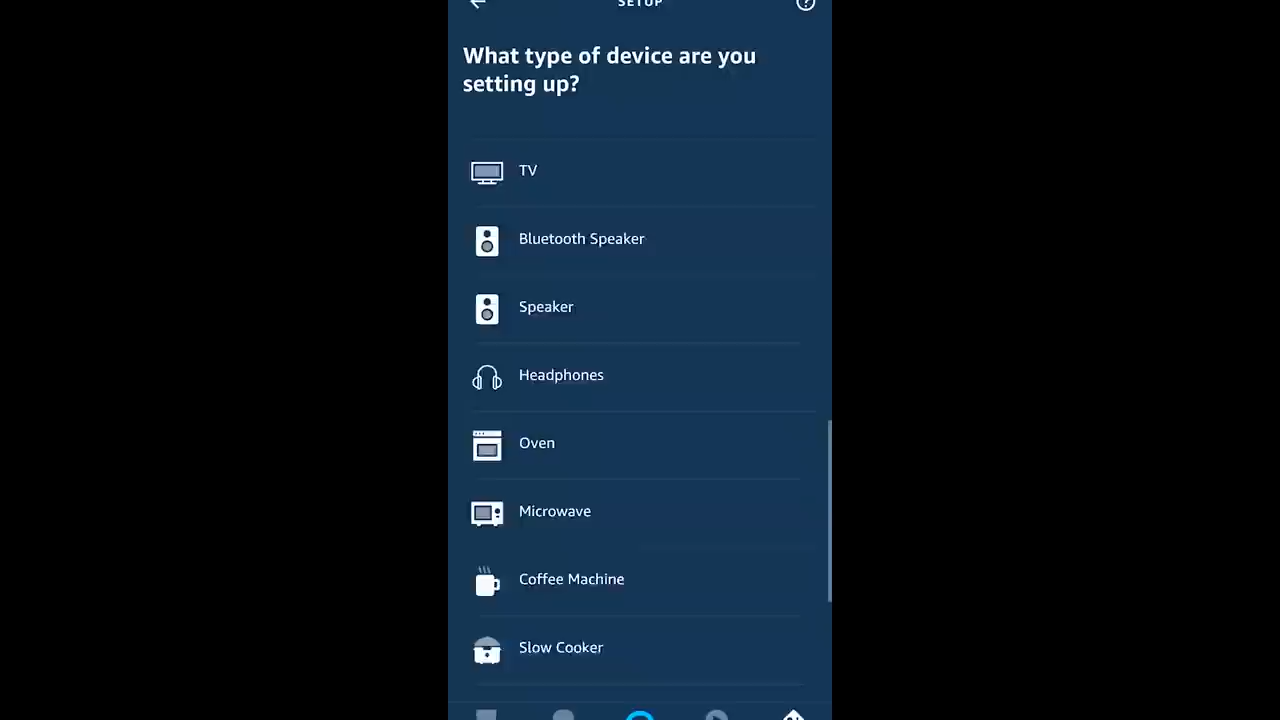 SETUP
What type of device are you
setting up?
TV
Bluetooth Speaker
Speaker
Headphones
Oven
Microwave
Coffee Machine
Slow Cooker